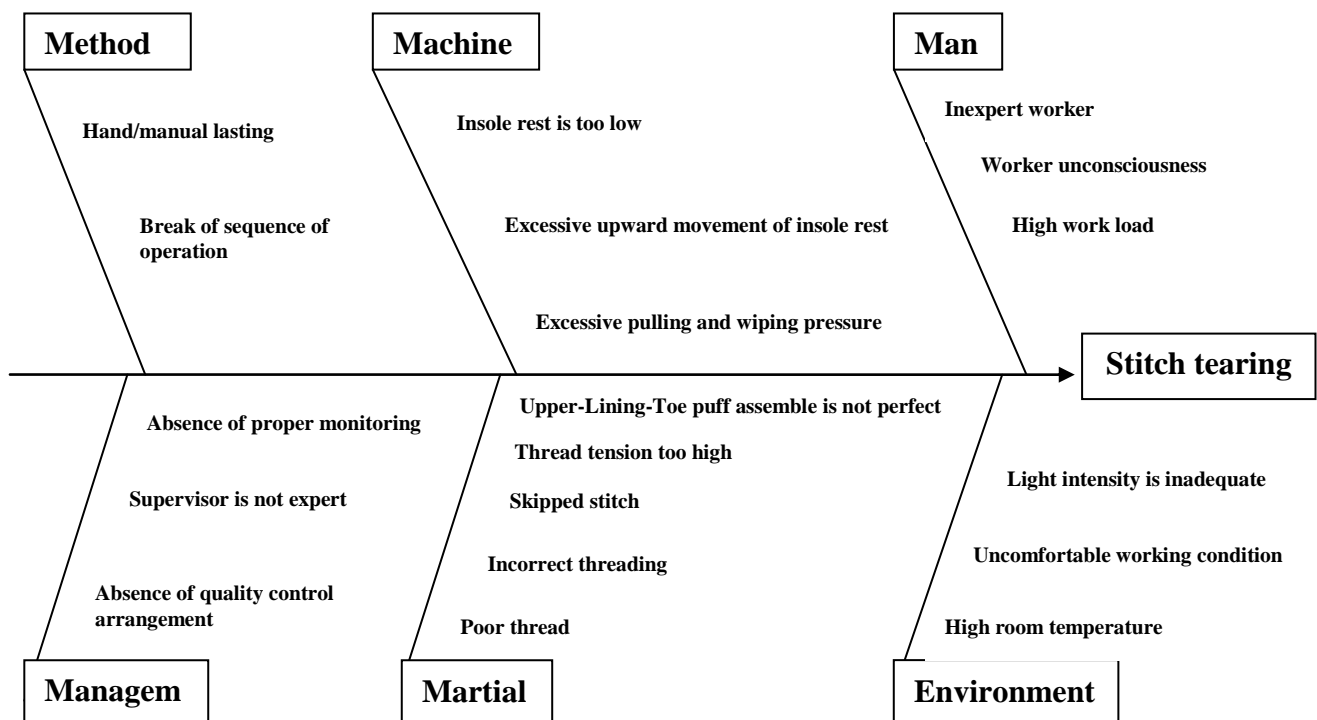 Method
Machine
Man
Hand/manual lasting
Break of sequence of
operation
Insole rest is too low
Excessive upward movement of insole rest
Excessive pulling and wiping pressure
Inexpert worker
Worker unconsciousness
High work load
Stitch tearing
Absence of proper monitoring
Supervisor is not expert
Absence of quality control
arrangement
Upper-Lining-Toe puff assemble is not perfect
Thread tension too high
Skipped stitch
Incorrect threading
Poor thread
Light intensity is inadequate
Uncomfortable working condition
High room temperature
Managem
Martial
Environment